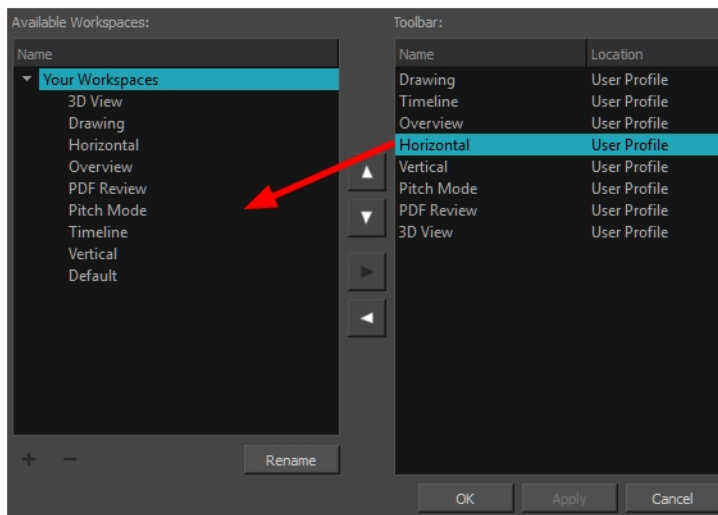 Available Workspaces:
Name
Your Workspaces
3D View
Drawing
Horizontal
Overview
PDF Review
Pitch Mode
Timeline
Vertical
Default
Rename
Toolbar:
Name Location
Drawing User Profile
Timeline User Profile
Overview User Profile
Horizontal User Profile
Vertical User Profile
Pitch Mode User Profile
PDF Review User Profile
3D View User Profile
OK Apply Cancel